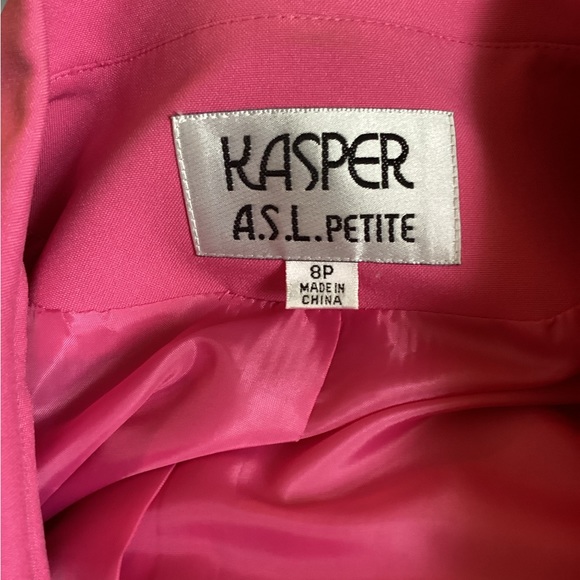 KASPER
A.S.L. PETITE
8P
MADE IN
CHINA